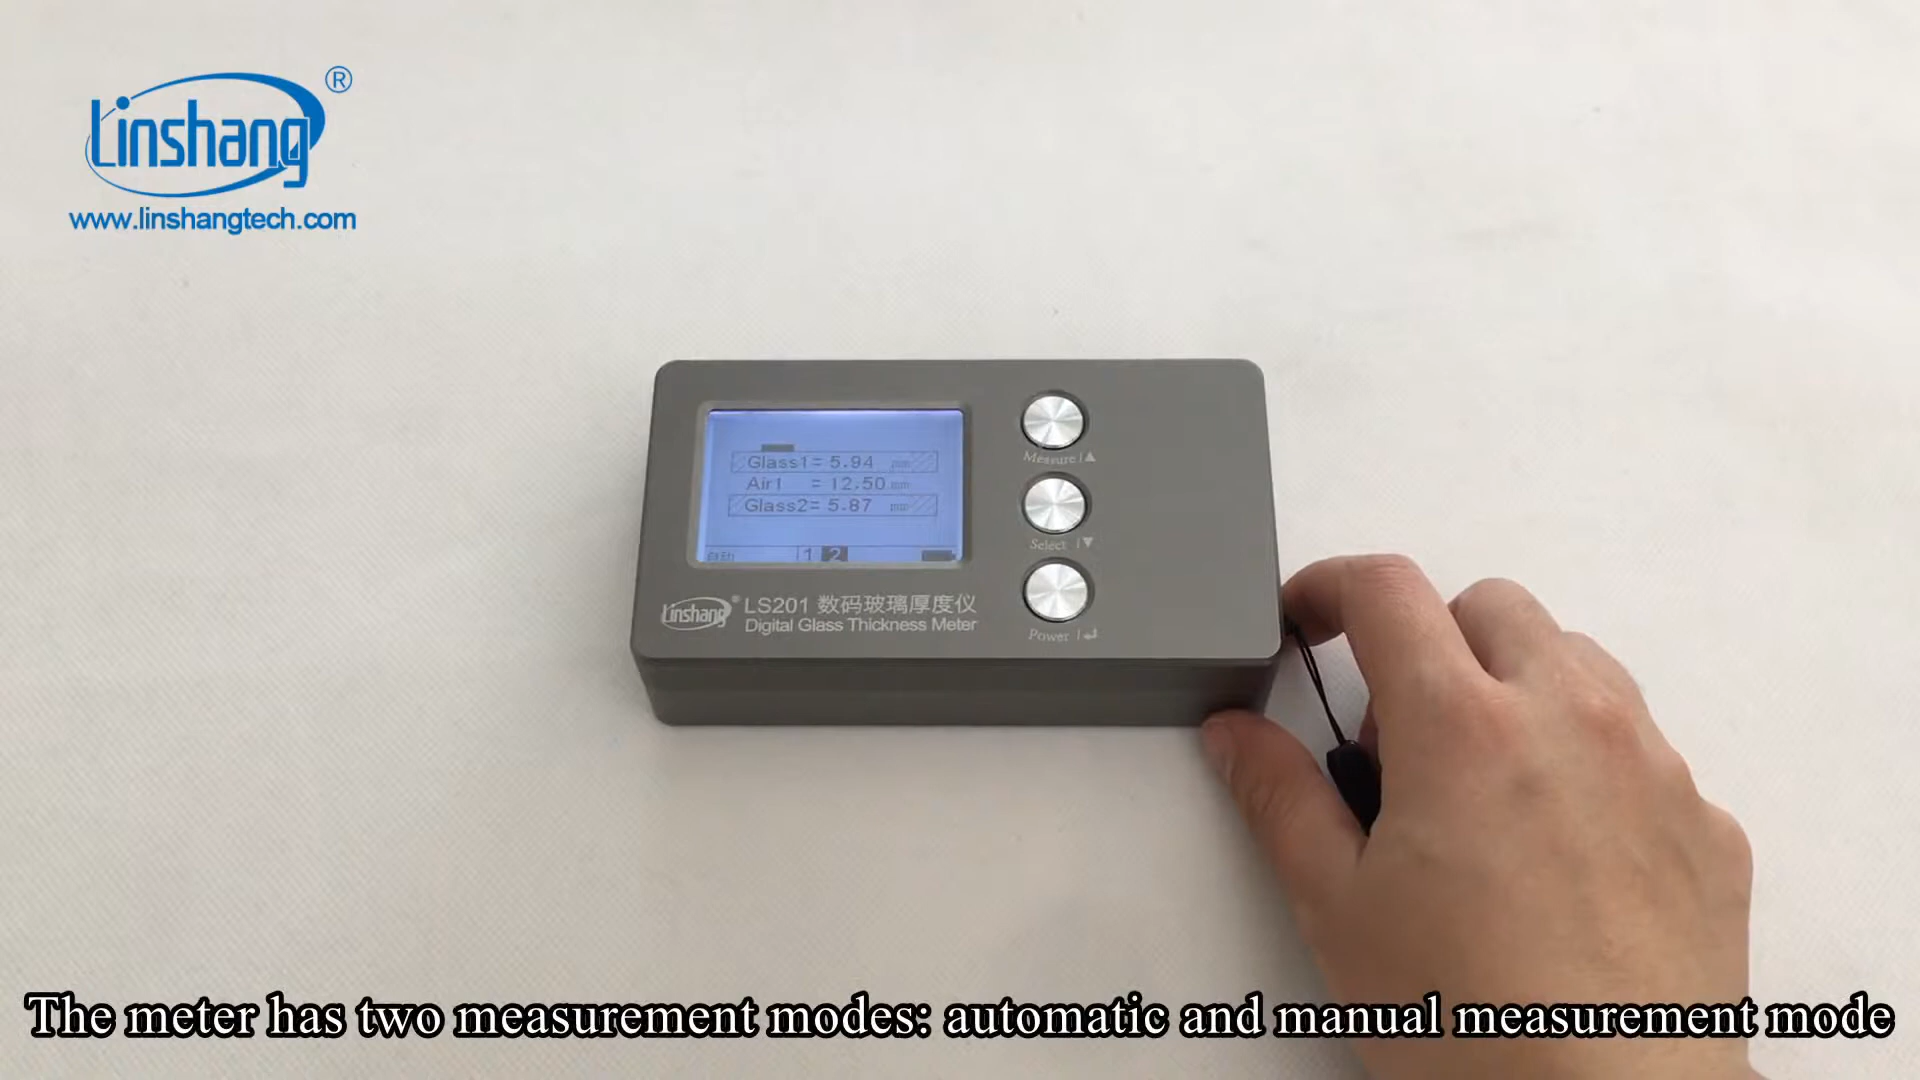 Linshang®
www.linshangtech.com
Glass1= 5.94 mm
Air1 = 12.50 mm
Glass2= 5.87 mm
自动 1 2
Linshang® LS201 数码玻璃厚度仪
Digital Glass Thickness Meter
Measure | ▲
Select | ▼
Power | ↵
The meter has two measurement modes: automatic and manual measurement mode